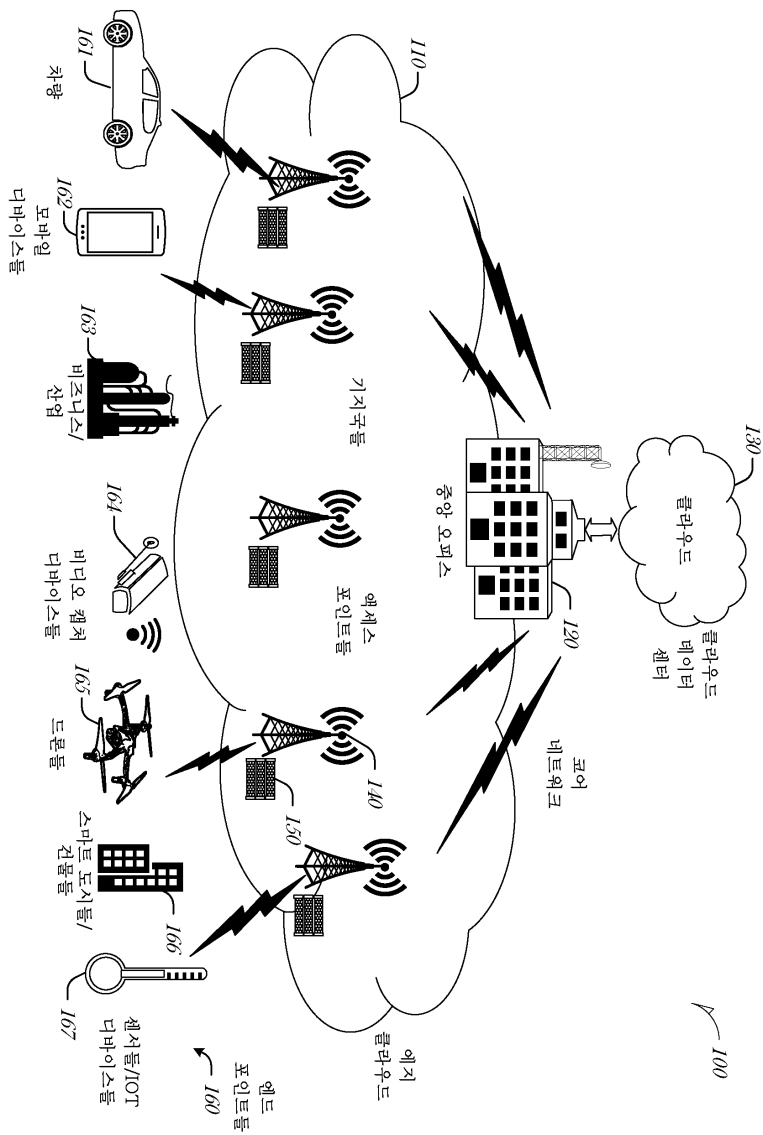 100
130
클라우드
클라우드
데이터
센터
120
중앙 오피스
코어
네트워크
110
기지국들
액세스
포인트들
140
150
에지
클라우드
161
차량
162
모바일
디바이스들
163
비즈니스/
산업
164
비디오 캡처
디바이스들
165
드론들
166
스마트 도시들/
건물들
167
센서들/IOT
디바이스들
160
엔드
포인트들